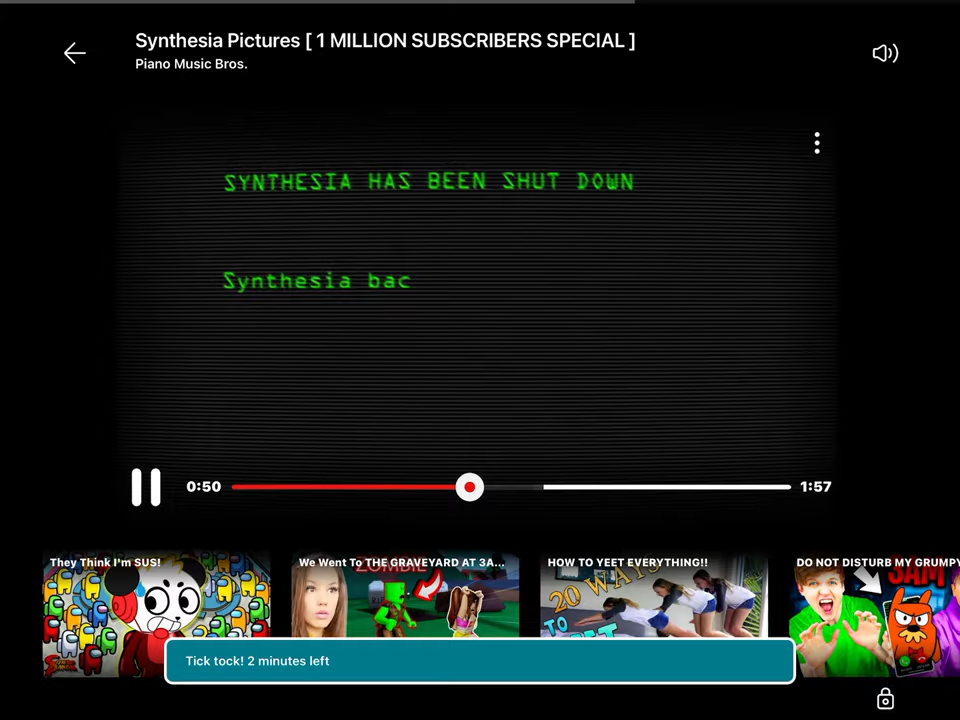 Synthesia Pictures [ 1 MILLION SUBSCRIBERS SPECIAL ]
Piano Music Bros.
SYNTHESIA HAS BEEN SHUT DOWN
Synthesia bac
0:50
1:57
They Think I'm SUS!
We Went To THE GRAVEYARD AT 3A...
HOW TO YEET EVERYTHING!!
DO NOT DISTURB MY GRUMPY
ZOMBIE
20 WAYS
TO
SAM
Tick tock! 2 minutes left